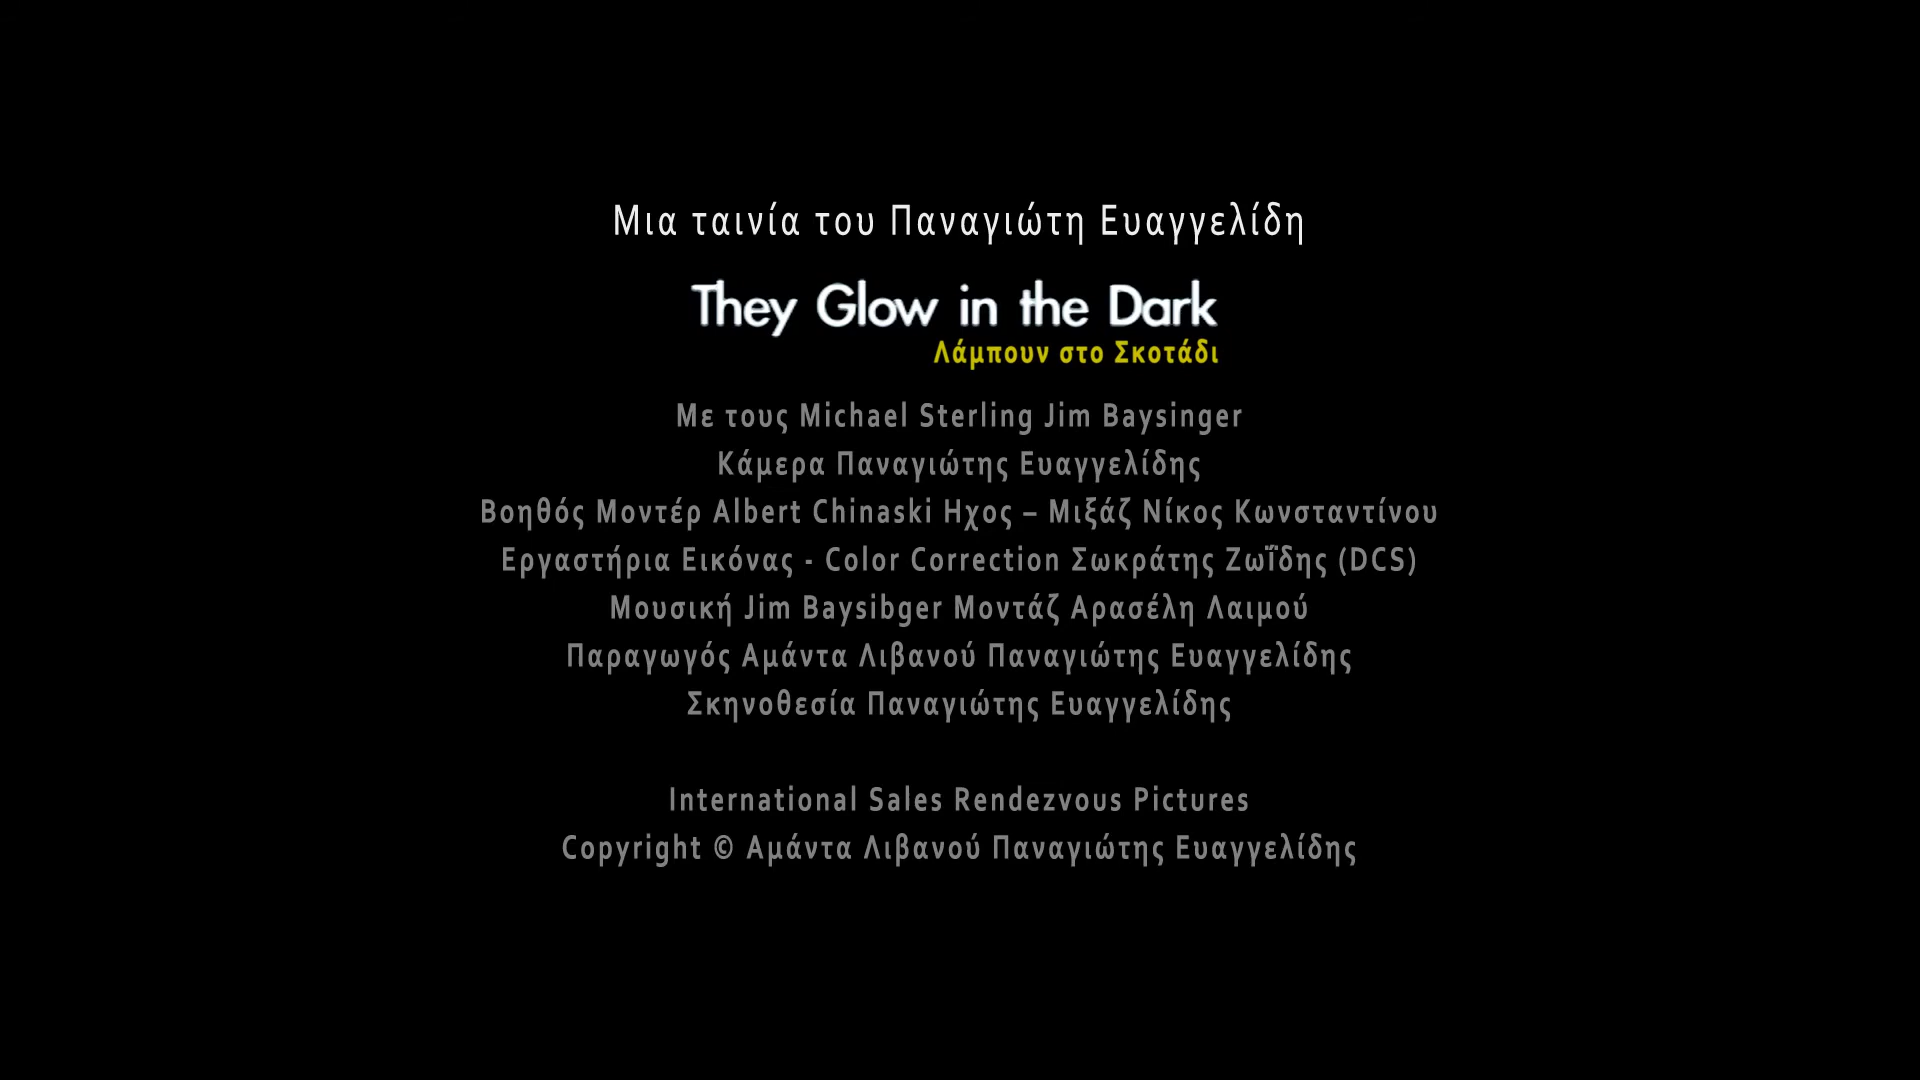 Μια ταινία του Παναγιώτη Ευαγγελίδη
They Glow in the Dark
Λάμπουν στο Σκοτάδι
Με τους Michael Sterling Jim Baysinger
Κάμερα Παναγιώτης Ευαγγελίδης
Βοηθός Μοντέρ Albert Chinaski Ηχος – Μιξάζ Νίκος Κωνσταντίνου
Εργαστήρια Εικόνας - Color Correction Σωκράτης Ζωΐδης (DCS)
Μουσική Jim Baysibger Μοντάζ Αρασέλη Λαιμού
Παραγωγός Αμάντα Λιβανού Παναγιώτης Ευαγγελίδης
Σκηνοθεσία Παναγιώτης Ευαγγελίδης
International Sales Rendezvous Pictures
Copyright © Αμάντα Λιβανού Παναγιώτης Ευαγγελίδης